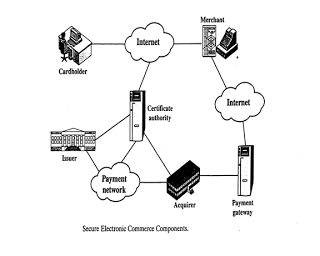 Merchant
Internet
Cardholder
Internet
Certificate
authority
Issuer
Payment
network
Acquirer
Payment
gateway
Secure Electronic Commerce Components.